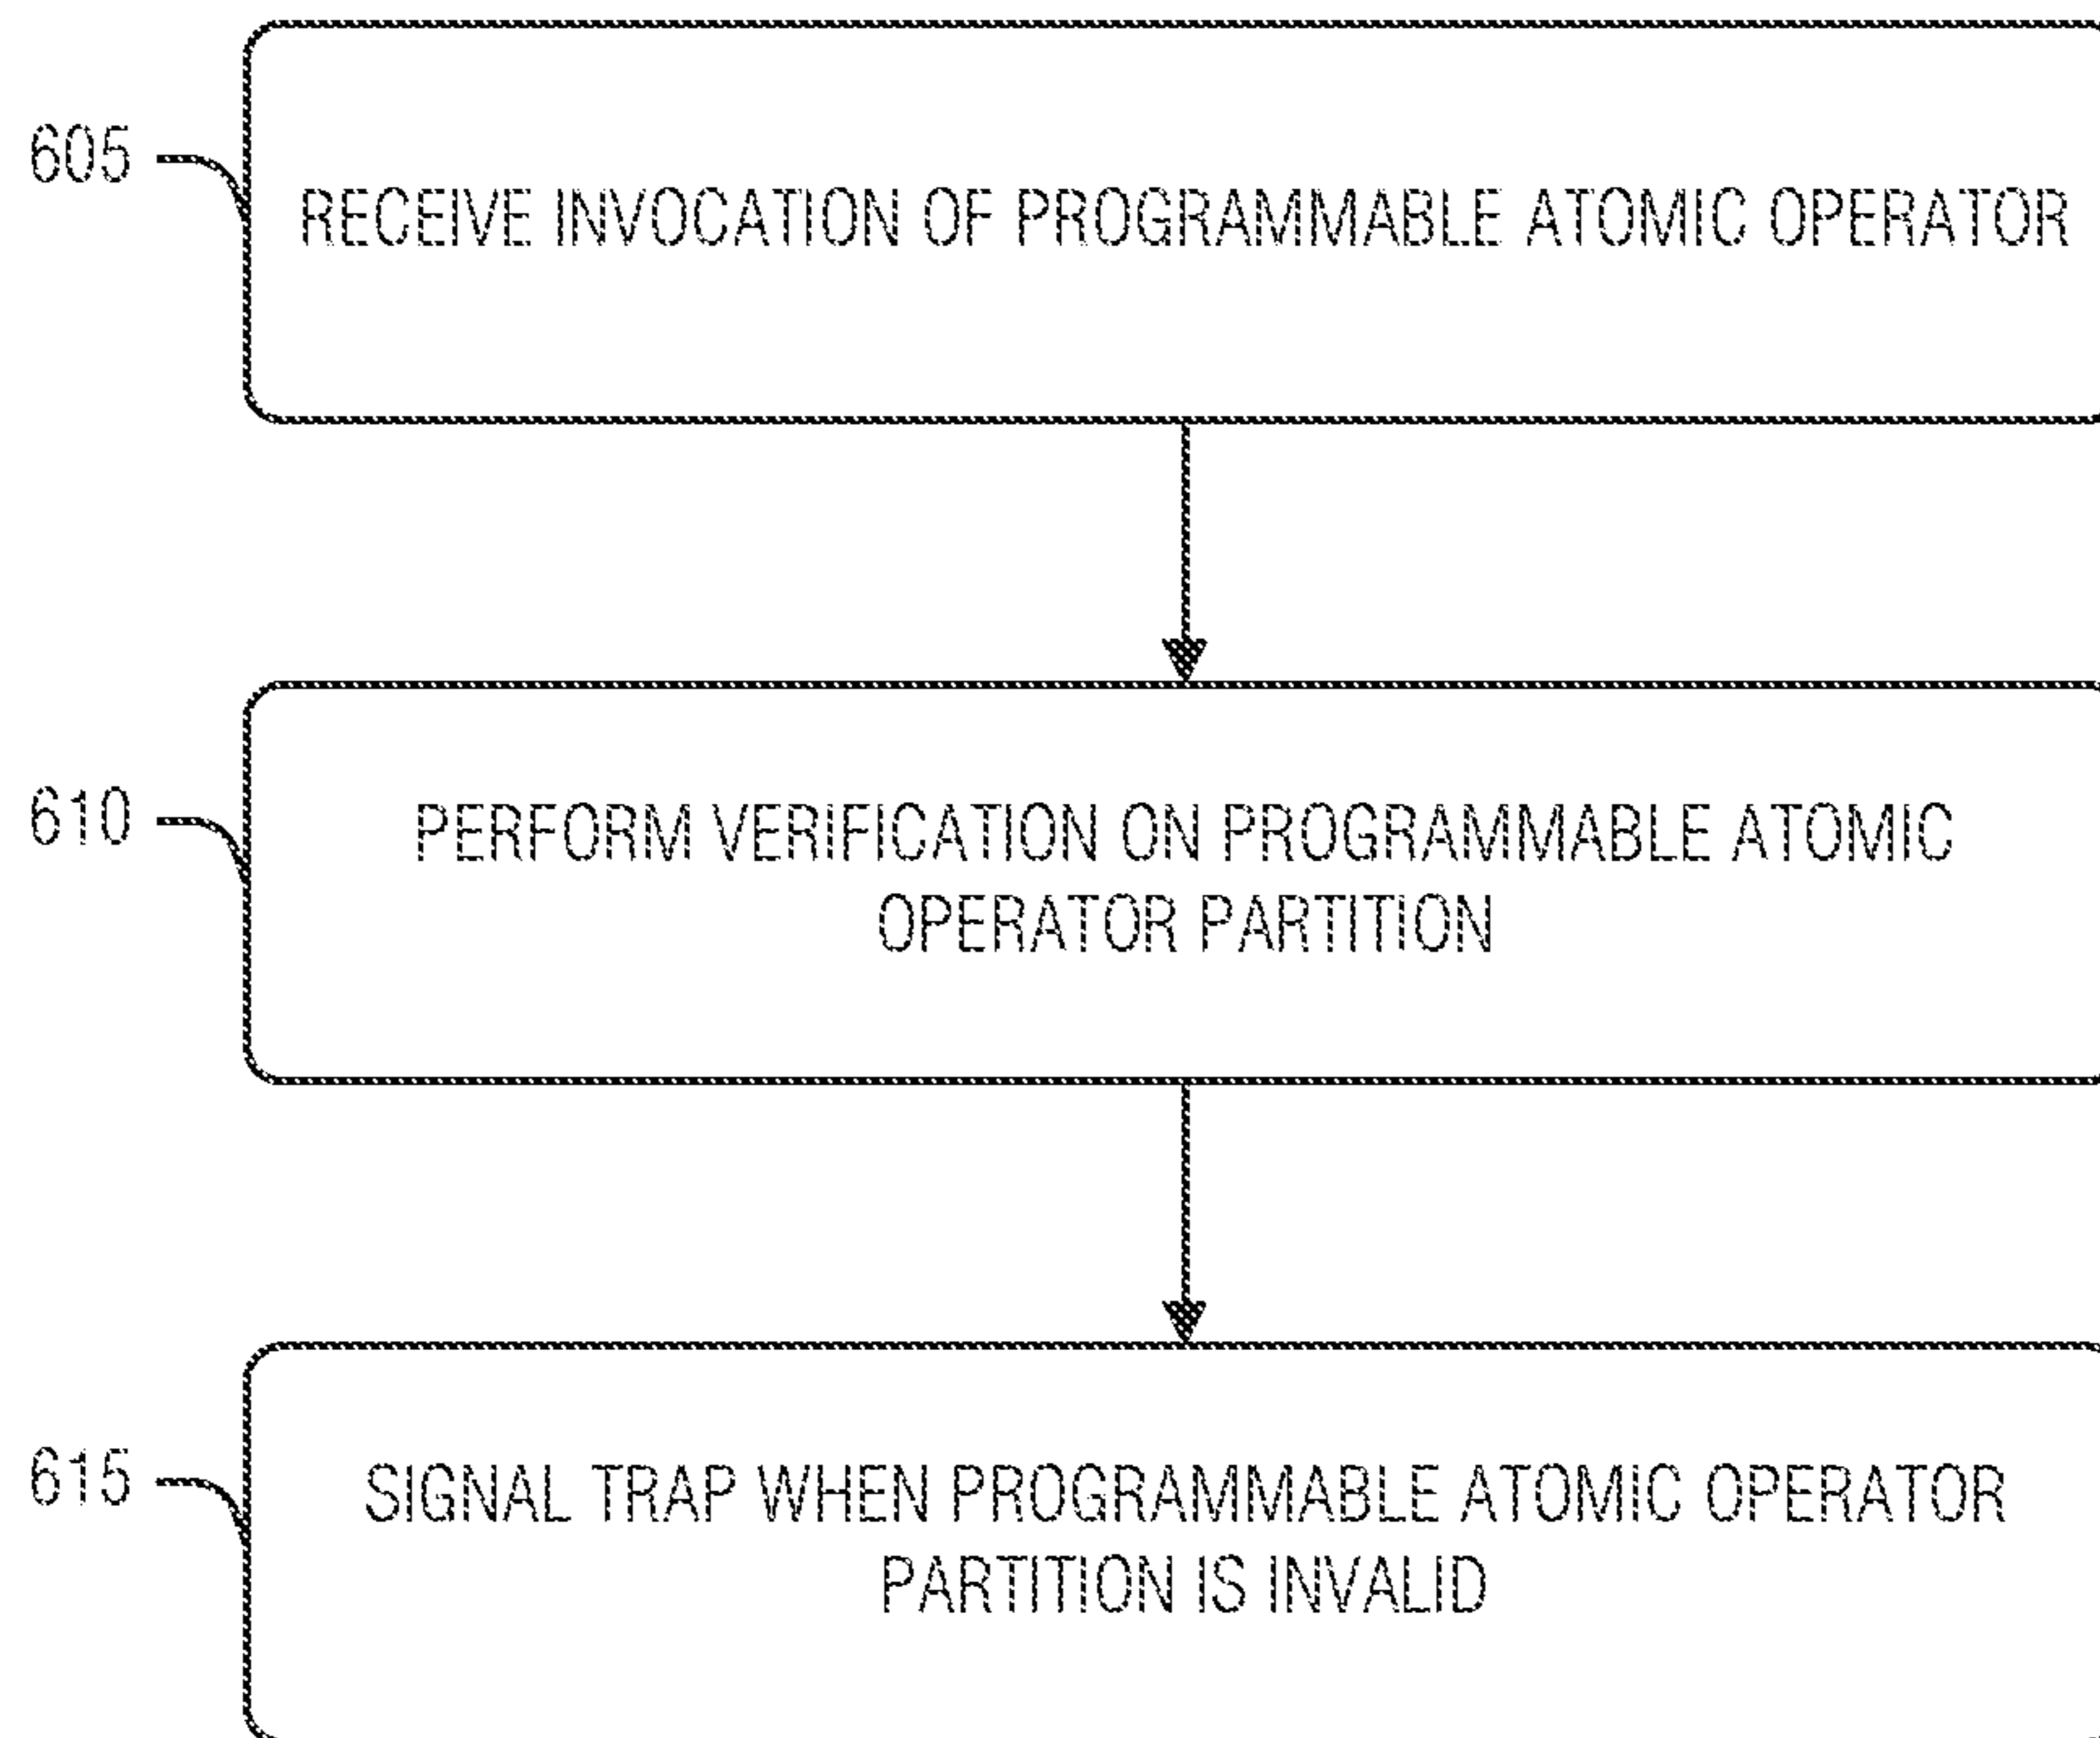 605
RECEIVE INVOCATION OF PROGRAMMABLE ATOMIC OPERATOR
610
PERFORM VERIFICATION ON PROGRAMMABLE ATOMIC
OPERATOR PARTITION
615
SIGNAL TRAP WHEN PROGRAMMABLE ATOMIC OPERATOR
PARTITION IS INVALID